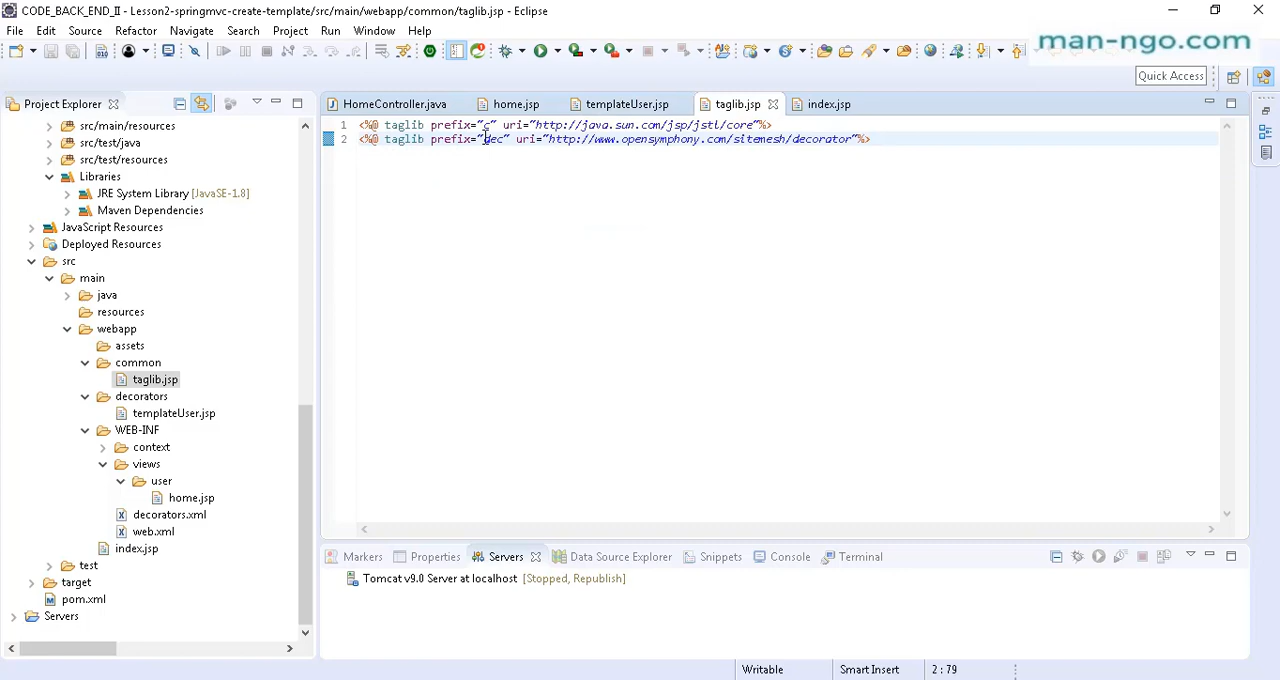 CODE_BACK_END_II - Lesson2-springmvc-create-template/src/main/webapp/common/taglib.jsp - Eclipse
File Edit Source Refactor Navigate Search Project Run Window Help
man-ngo.com
Quick Access
Project Explorer
HomeController.java home.jsp templateUser.jsp taglib.jsp index.jsp
1 <%@ taglib prefix="c" uri="http://java.sun.com/jsp/jstl/core"%>
2 <%@ taglib prefix="dec" uri="http://www.opensymphony.com/sitemesh/decorator"%>
src/main/resources
src/test/java
src/test/resources
Libraries
JRE System Library [JavaSE-1.8]
Maven Dependencies
JavaScript Resources
Deployed Resources
src
main
java
resources
webapp
assets
common
taglib.jsp
decorators
templateUser.jsp
WEB-INF
context
views
user
home.jsp
decorators.xml
web.xml
index.jsp
test
target
pom.xml
Servers
Markers Properties Servers Data Source Explorer Snippets Console Terminal
Tomcat v9.0 Server at localhost [Stopped, Republish]
Writable Smart Insert 2 : 79